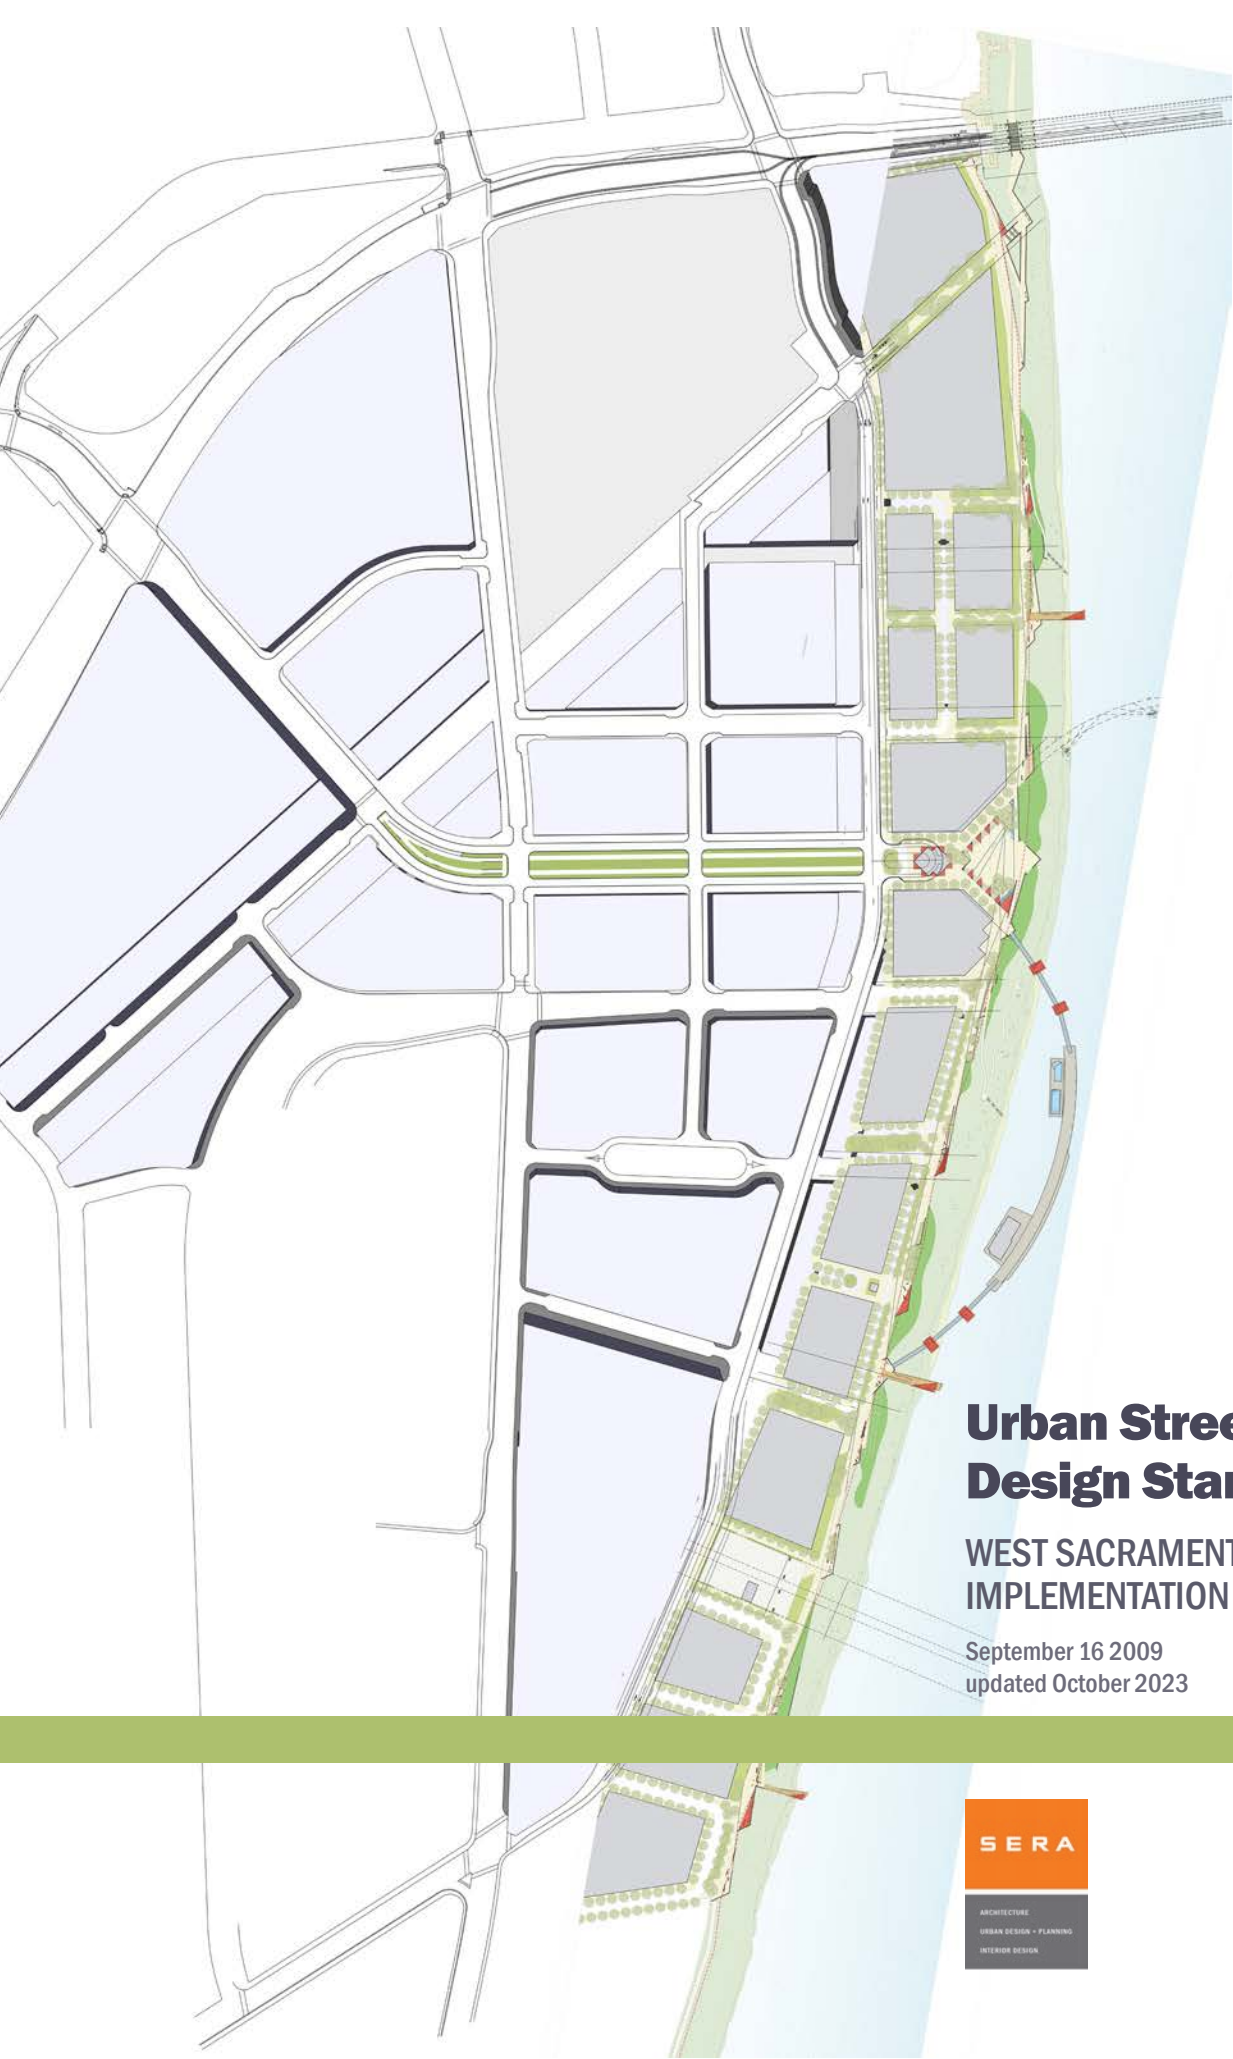 Urban Stree
Design Star
WEST SACRAMENT
IMPLEMENTATION
September 16 2009
updated October 2023
SERA
ARCHITECTURE
URBAN DESIGN + PLANNING
INTERIOR DESIGN